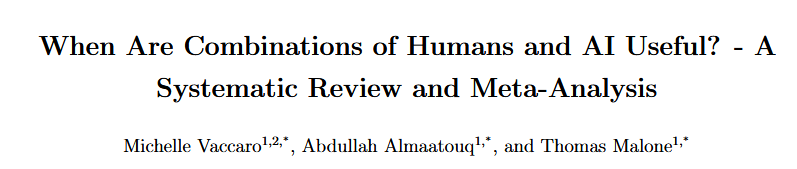 When Are Combinations of Humans and AI Useful? - A
Systematic Review and Meta-Analysis
Michelle Vaccaro1,2,*, Abdullah Almaatouq1,*, and Thomas Malone1,*